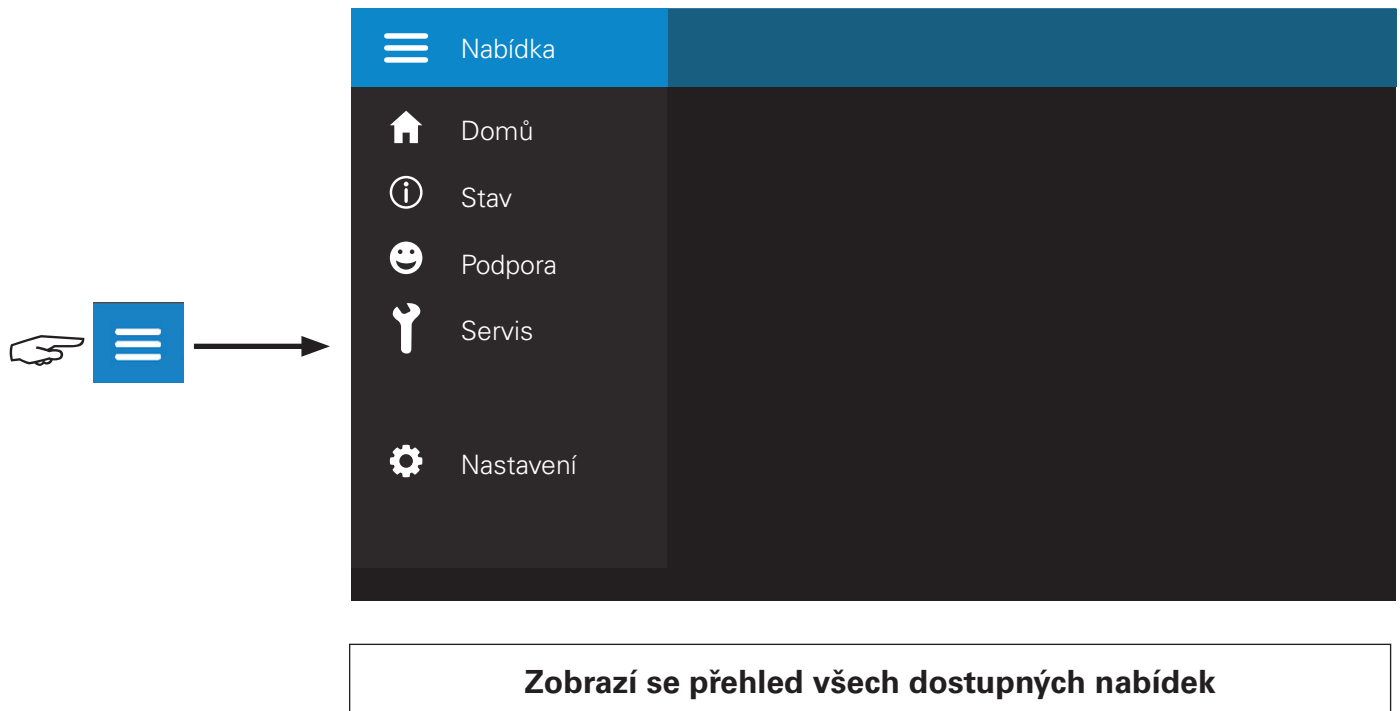 Nabídka
Domů
Stav
Podpora
Servis
Nastavení
Zobrazí se přehled všech dostupných nabídek